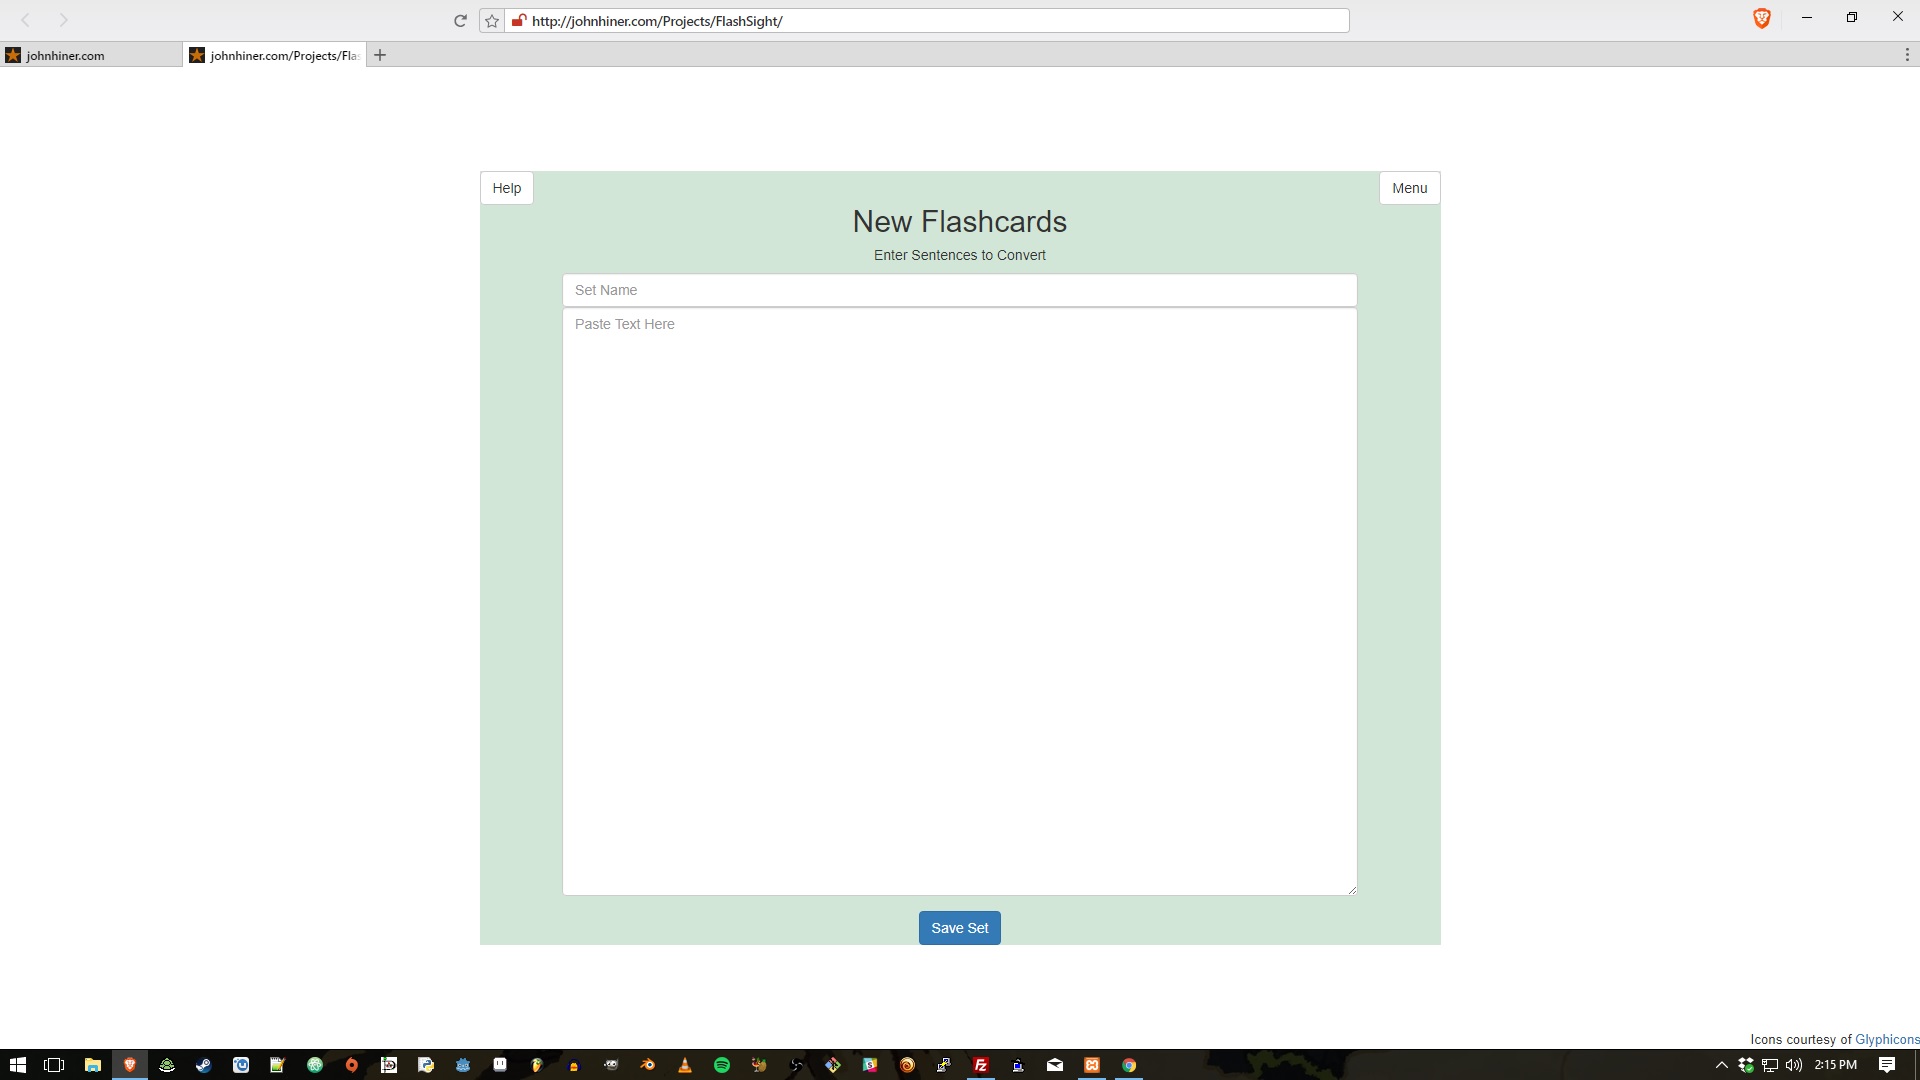 http://johnhiner.com/Projects/FlashSight/
johnhiner.com
johnhiner.com/Projects/Fla
Help
Menu
New Flashcards
Enter Sentences to Convert
Set Name
Paste Text Here
Save Set
Icons courtesy of Glyphicons
2:15 PM